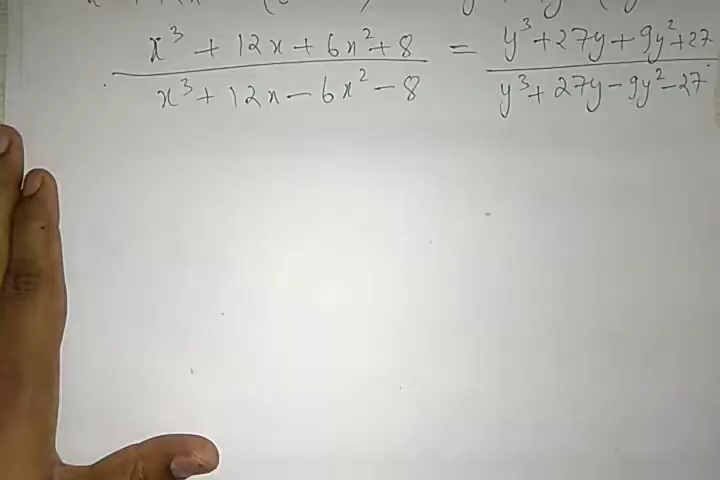 x³ + 12x + 6x² + 8 = y³ + 27y + 9y² + 27
x³ + 12x − 6x² − 8   y³ + 27y − 9y² − 27